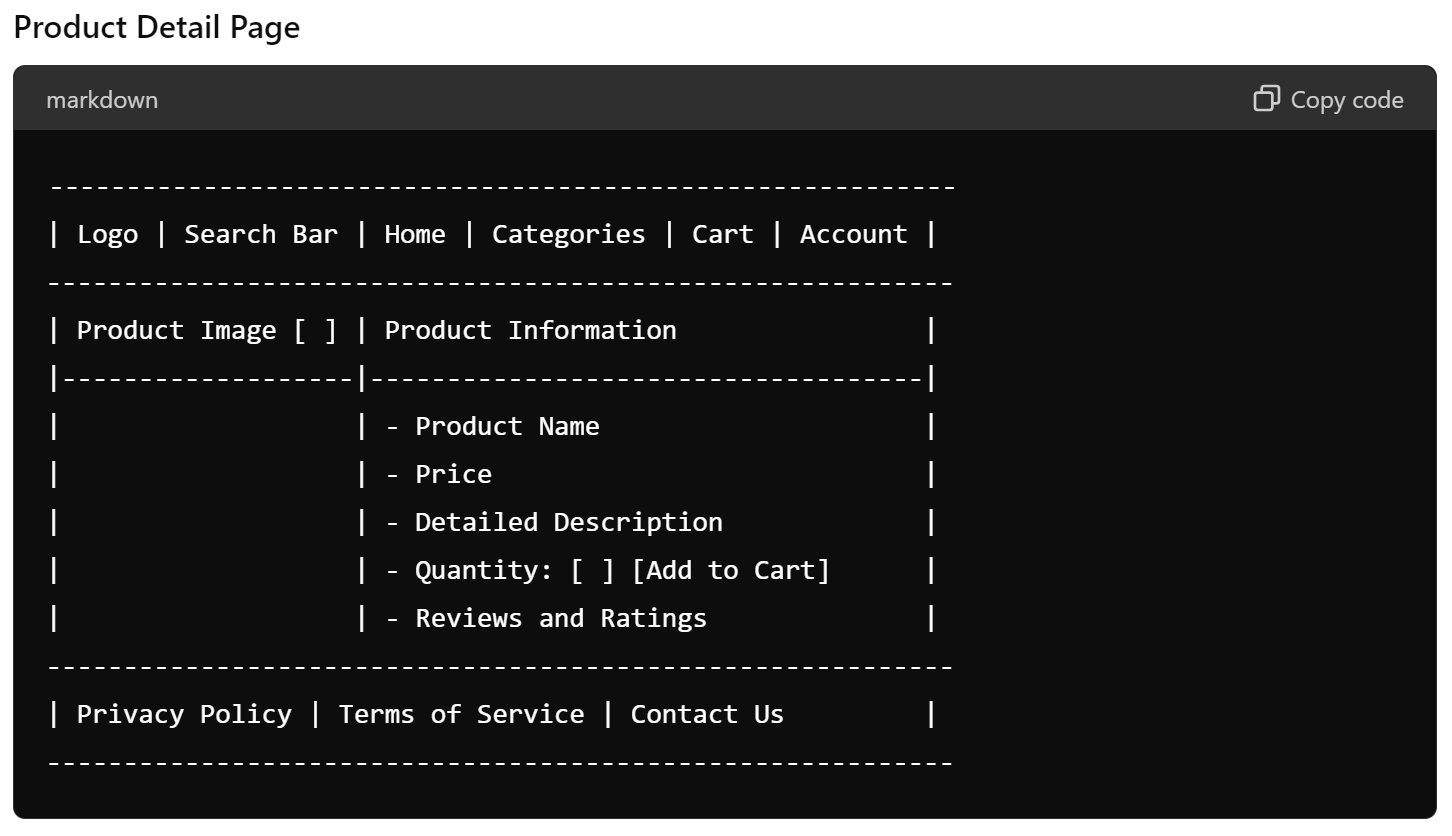 Product Detail Page
markdown
Copy code
-----------------------------------------------------------
| Logo | Search Bar | Home | Categories | Cart | Account |
-----------------------------------------------------------
| Product Image [ ] | Product Information                |
|-------------------|------------------------------------|
|                   | - Product Name                     |
|                   | - Price                            |
|                   | - Detailed Description             |
|                   | - Quantity: [ ] [Add to Cart]      |
|                   | - Reviews and Ratings              |
-----------------------------------------------------------
| Privacy Policy | Terms of Service | Contact Us         |
-----------------------------------------------------------